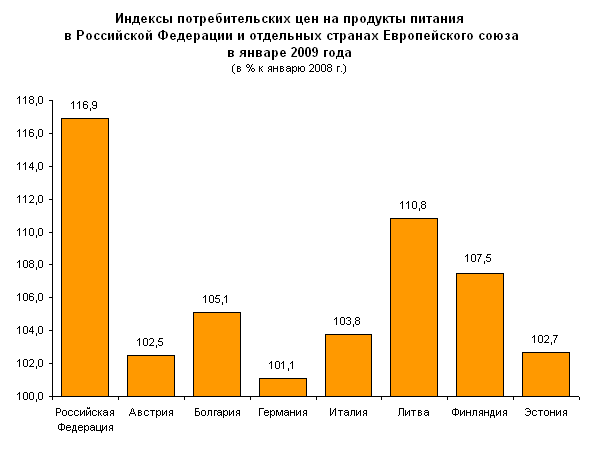 Индексы потребительских цен на продукты питания
в Российской Федерации и отдельных странах Европейского союза
в январе 2009 года
(в % к январю 2008 г.)
118,0
116,0
114,0
112,0
110,0
108,0
106,0
104,0
102,0
100,0
116,9
102,5
105,1
101,1
103,8
110,8
107,5
102,7
Российская
Федерация
Австрия
Болгария
Германия
Италия
Литва
Финляндия
Эстония